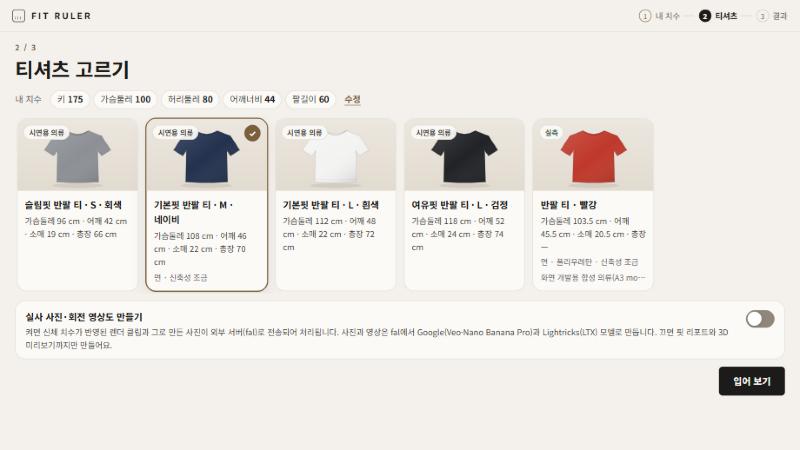 FIT RULER
1 내 치수
2 티셔츠
3 결과
2 / 3
티셔츠 고르기
내 치수 키 175 가슴둘레 100 허리둘레 80 어깨너비 44 팔길이 60 수정
시연용 의류
슬림핏 반팔 티 · S · 회색
가슴둘레 96 cm · 어깨 42 cm
· 소매 19 cm · 총장 66 cm
시연용 의류
기본핏 반팔 티 · M ·
네이비
가슴둘레 108 cm · 어깨 46
cm · 소매 22 cm · 총장 70
cm
면 · 신축성 조금
시연용 의류
기본핏 반팔 티 · L · 흰색
가슴둘레 112 cm · 어깨 48
cm · 소매 22 cm · 총장 72
cm
시연용 의류
여유핏 반팔 티 · L · 검정
가슴둘레 118 cm · 어깨 52
cm · 소매 24 cm · 총장 74
cm
실측
반팔 티 · 빨강
가슴둘레 103.5 cm · 어깨
45.5 cm · 소매 20.5 cm · 총장
—
면 · 폴리우레탄 · 신축성 조금
화면 개발용 합성 의류(A3 mo…
실사 사진·회전 영상도 만들기
켜면 신체 치수가 반영된 렌더 클립과 그로 만든 사진이 외부 서버(fal)로 전송되어 처리됩니다. 사진과 영상은 fal에서 Google(Veo·Nano Banana Pro)과 Lightricks(LTX) 모델로 만듭니다. 끄면 핏 리포트와 3D
미리보기까지만 만들어요.
입어 보기